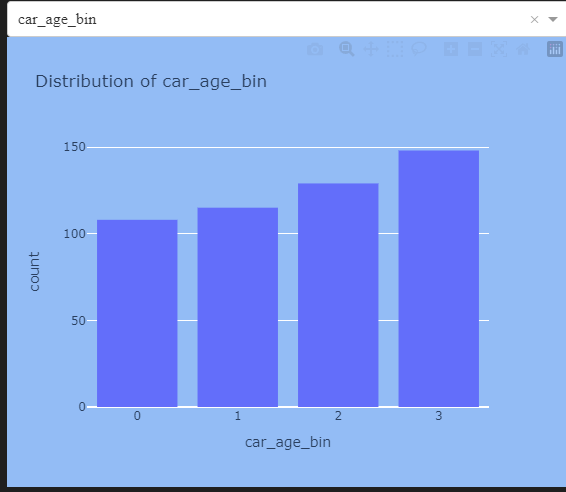 car_age_bin
Distribution of car_age_bin
150
100
50
0
count
0 1 2 3
car_age_bin